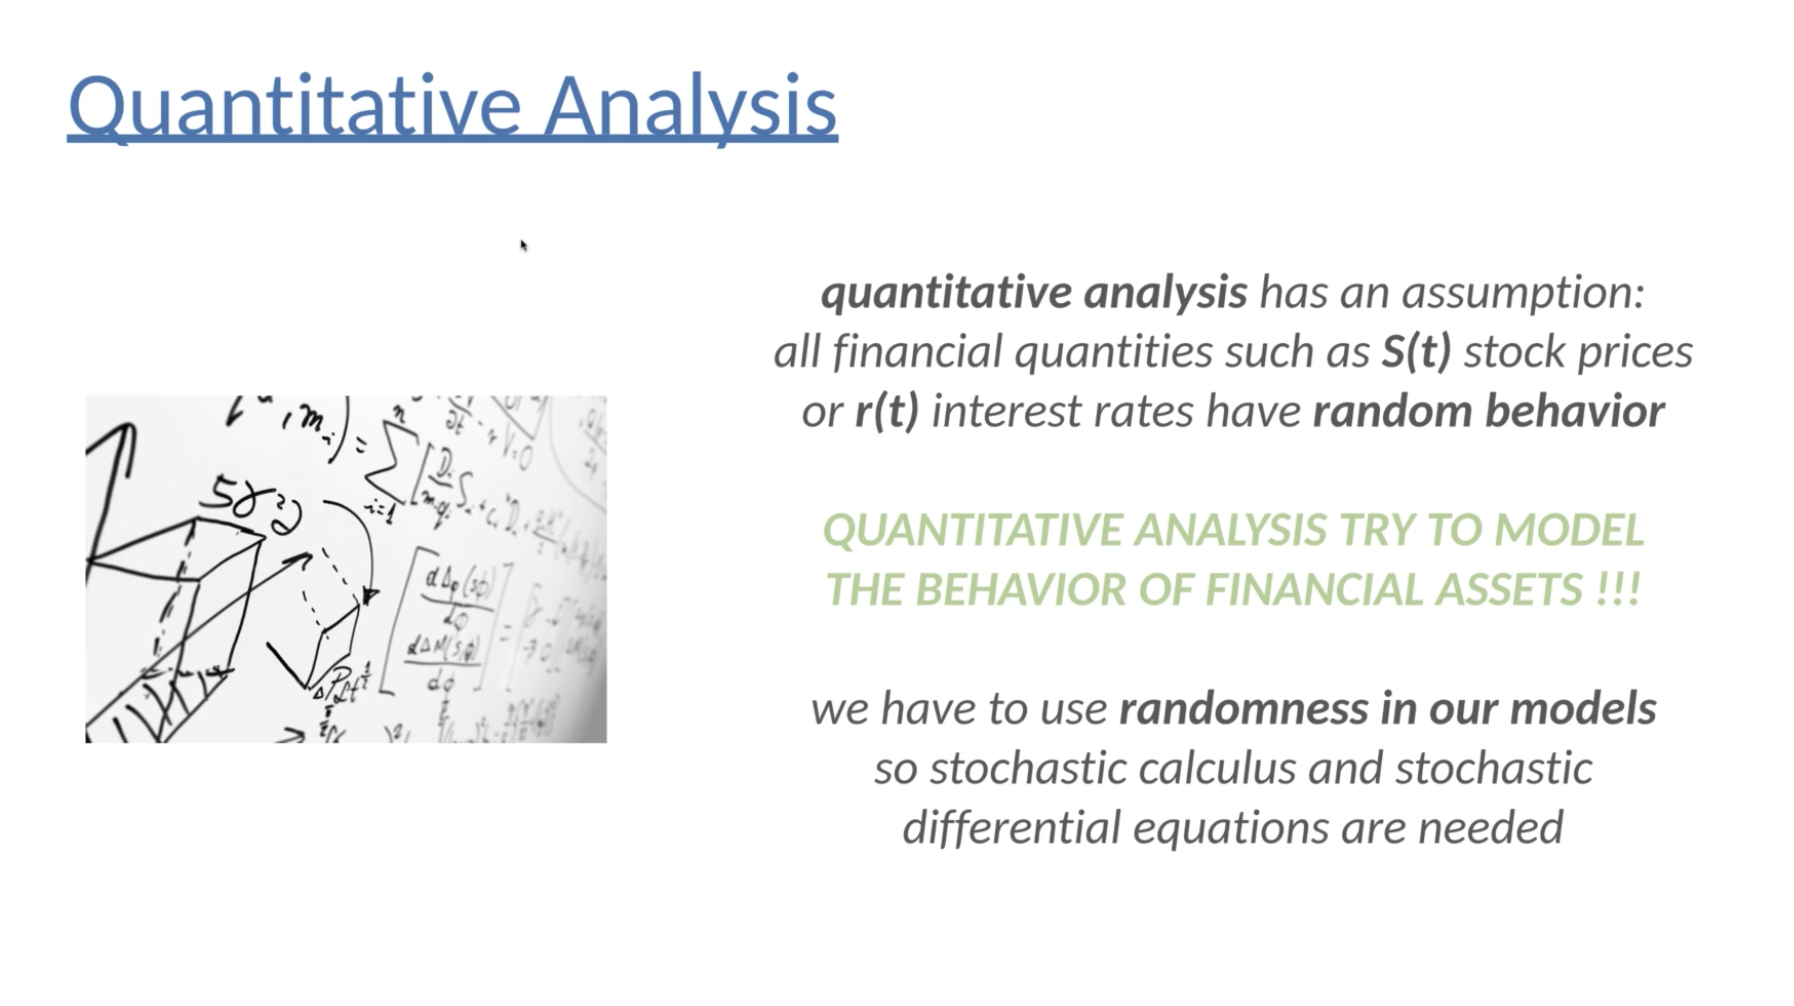 Quantitative Analysis
quantitative analysis has an assumption:
all financial quantities such as S(t) stock prices
or r(t) interest rates have random behavior
QUANTITATIVE ANALYSIS TRY TO MODEL
THE BEHAVIOR OF FINANCIAL ASSETS !!!
we have to use randomness in our models
so stochastic calculus and stochastic
differential equations are needed